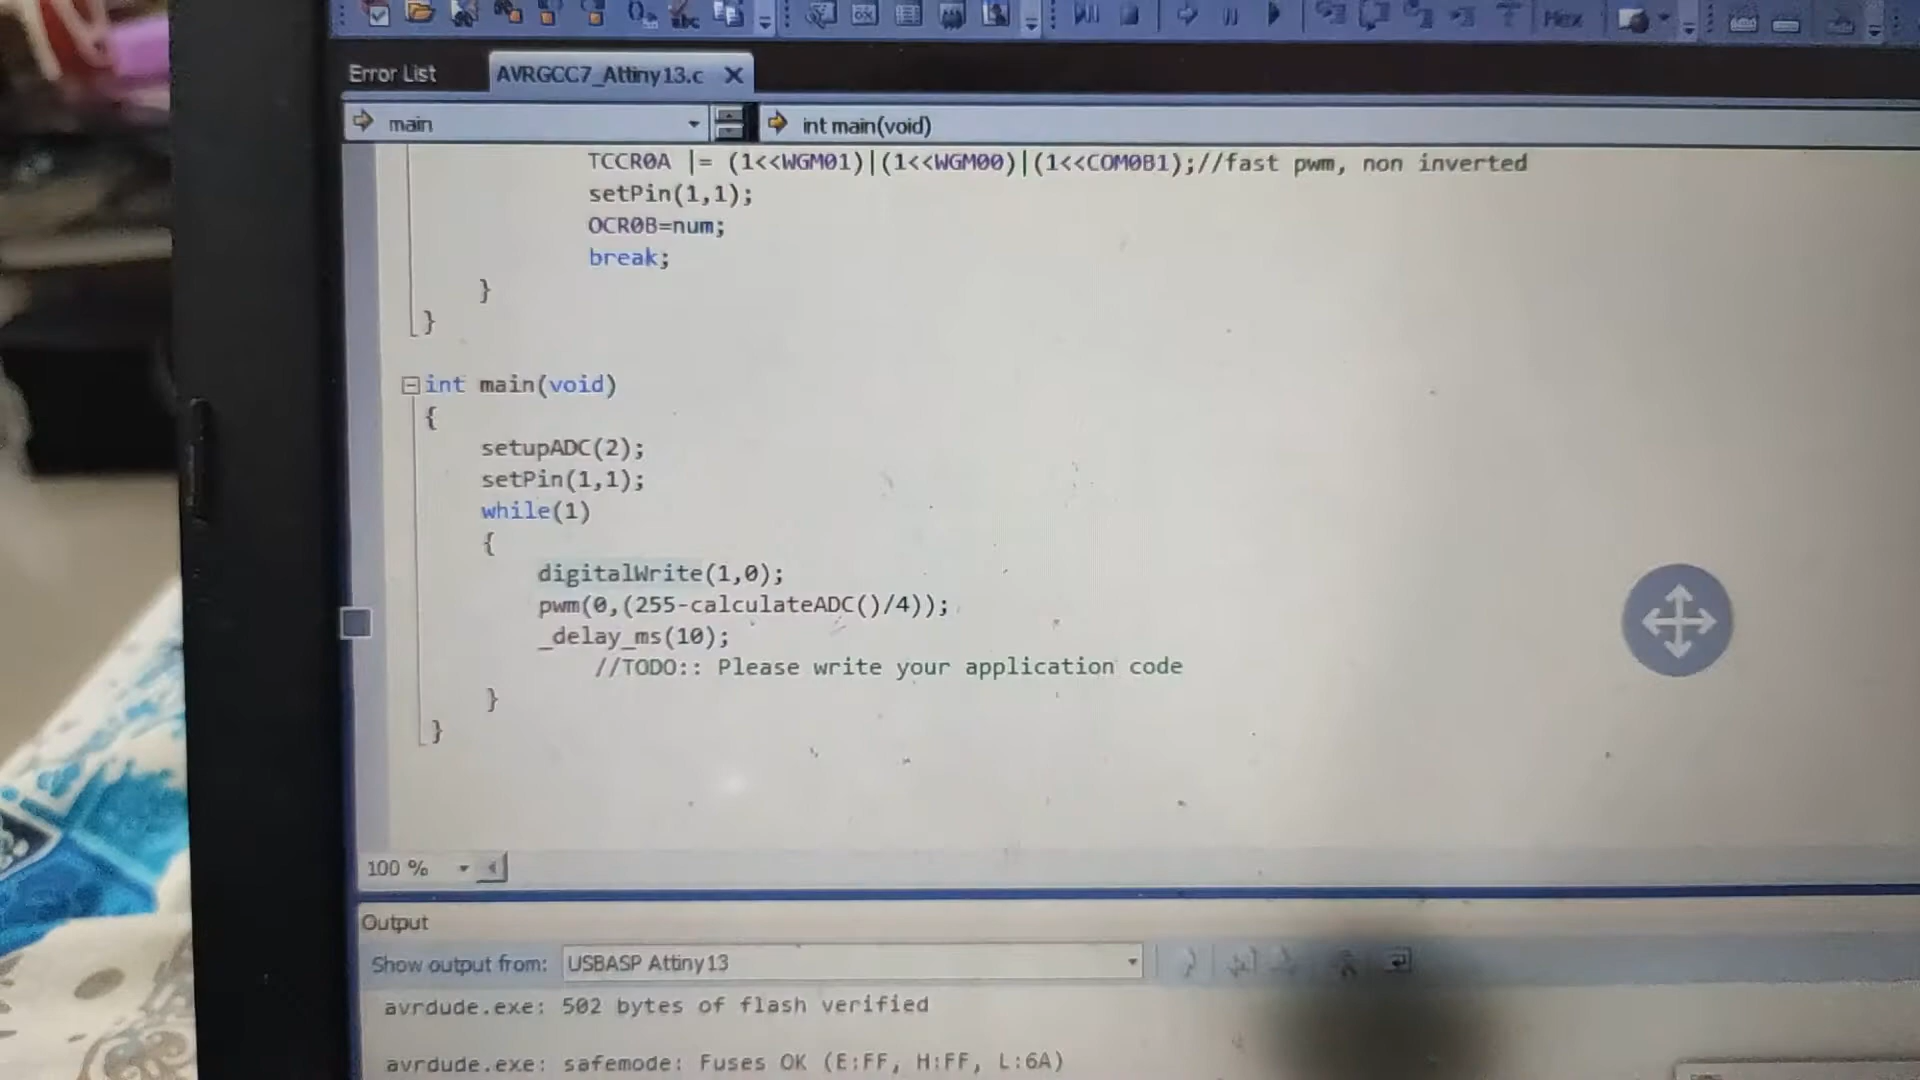 Hex
Error List
AVRGCC7_Attiny13.c
main
int main(void)
TCCR0A |= (1<<WGM01)|(1<<WGM00)|(1<<COM0B1);//fast pwm, non inverted
setPin(1,1);
OCR0B=num;
break;
}
}
int main(void)
{
setupADC(2);
setPin(1,1);
while(1)
{
digitalWrite(1,0);
pwm(0,(255-calculateADC()/4));
_delay_ms(10);
//TODO:: Please write your application code
}
}
100 %
Output
Show output from:
USBASP Attiny13
avrdude.exe: 502 bytes of flash verified
avrdude.exe: safemode: Fuses OK (E:FF, H:FF, L:6A)